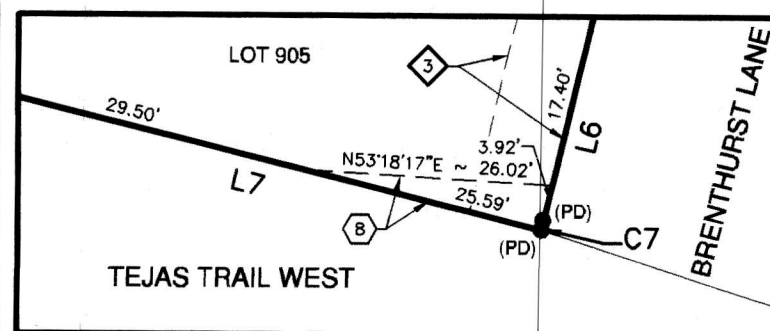 LOT 905
3
17.40'
BRENTHURST LANE
29.50'
3.92'
L6
N53°18'17"E ~ 26.02'
L7
25.59'
8
(PD)
C7
(PD)
TEJAS TRAIL WEST